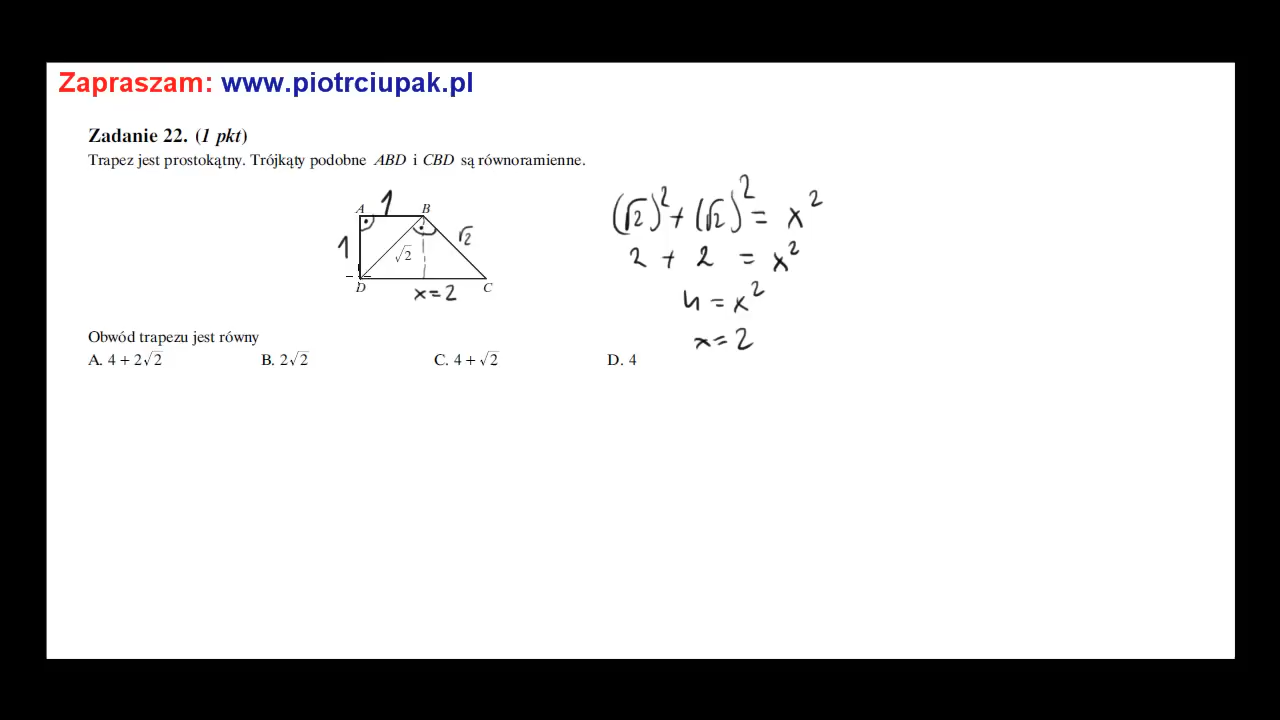 Zapraszam: www.piotrciupak.pl
Zadanie 22. (1 pkt)
Trapez jest prostokątny. Trójkąty podobne ABD i CBD są równoramienne.
A 1 B
1 √2 √2
D x=2 C
(√2)² + (√2)² = x²
2 + 2 = x²
4 = x²
x = 2
Obwód trapezu jest równy
A. 4 + 2√2 B. 2√2 C. 4 + √2 D. 4